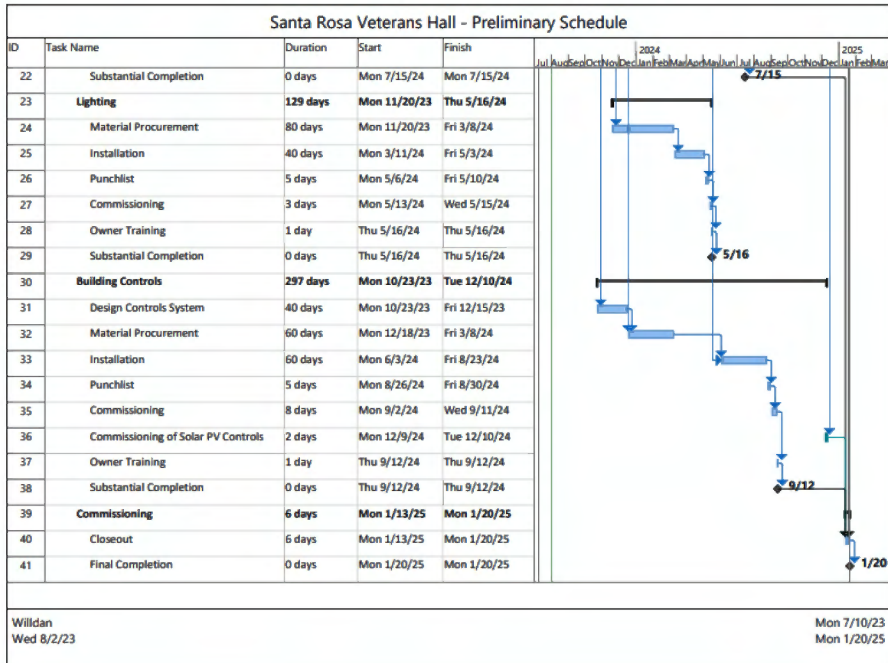 Santa Rosa Veterans Hall - Preliminary Schedule
ID Task Name Duration Start Finish 2024 2025
Jul Aug Sep Oct Nov Dec Jan Feb Mar Apr May Jun Jul Aug Sep Oct Nov Dec Jan Feb Mar
22 Substantial Completion 0 days Mon 7/15/24 Mon 7/15/24 7/15
23 Lighting 129 days Mon 11/20/23 Thu 5/16/24
24 Material Procurement 80 days Mon 11/20/23 Fri 3/8/24
25 Installation 40 days Mon 3/11/24 Fri 5/3/24
26 Punchlist 5 days Mon 5/6/24 Fri 5/10/24
27 Commissioning 3 days Mon 5/13/24 Wed 5/15/24
28 Owner Training 1 day Thu 5/16/24 Thu 5/16/24
29 Substantial Completion 0 days Thu 5/16/24 Thu 5/16/24 5/16
30 Building Controls 297 days Mon 10/23/23 Tue 12/10/24
31 Design Controls System 40 days Mon 10/23/23 Fri 12/15/23
32 Material Procurement 60 days Mon 12/18/23 Fri 3/8/24
33 Installation 60 days Mon 6/3/24 Fri 8/23/24
34 Punchlist 5 days Mon 8/26/24 Fri 8/30/24
35 Commissioning 8 days Mon 9/2/24 Wed 9/11/24
36 Commissioning of Solar PV Controls 2 days Mon 12/9/24 Tue 12/10/24
37 Owner Training 1 day Thu 9/12/24 Thu 9/12/24
38 Substantial Completion 0 days Thu 9/12/24 Thu 9/12/24 9/12
39 Commissioning 6 days Mon 1/13/25 Mon 1/20/25
40 Closeout 6 days Mon 1/13/25 Mon 1/20/25
41 Final Completion 0 days Mon 1/20/25 Mon 1/20/25 1/20
Willdan Mon 7/10/23
Wed 8/2/23 Mon 1/20/25